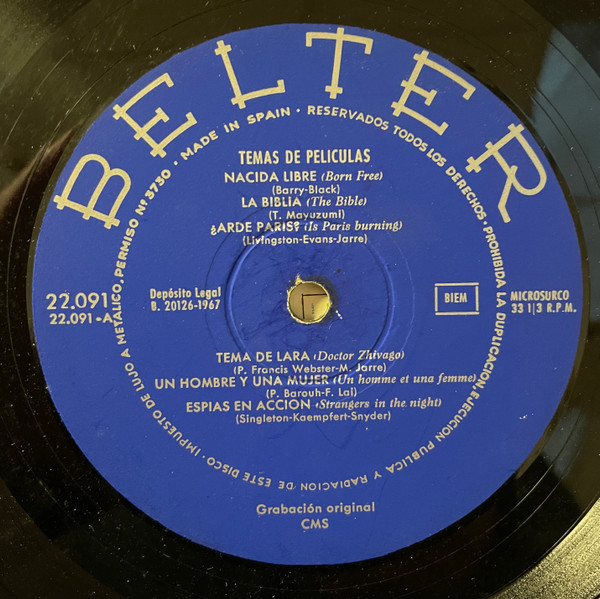 BELTER
IMPUESTO DE LUJO A METALICO, PERMISO Nº 3730 · MADE IN SPAIN · RESERVADOS TODOS LOS DERECHOS · PROHIBIDA LA DUPLICACION, EJECUCION PUBLICA Y RADIACION DE ESTE DISCO ·
TEMAS DE PELICULAS
NACIDA LIBRE (Born Free)
(Barry-Black)
LA BIBLIA (The Bible)
(T. Mayuzumi)
¿ARDE PARIS? (Is Paris burning)
(Livingston-Evans-Jarre)
22.091
22.091-A
Depósito Legal
B. 20126-1967
BIEM
MICROSURCO
33 1|3 R.P.M.
TEMA DE LARA (Doctor Zhivago)
(P. Francis Webster-M. Jarre)
UN HOMBRE Y UNA MUJER (Un homme et una femme)
(P. Barouh-F. Lai)
ESPIAS EN ACCION (Strangers in the night)
(Singleton-Kaempfert-Snyder)
Grabación original
CMS